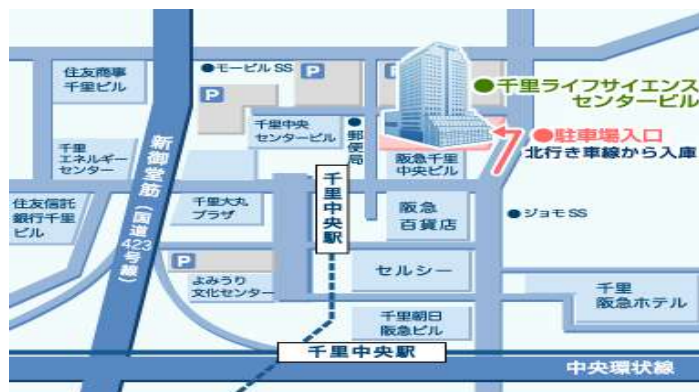 住友商事
千里ビル
●モービルSS
P
P
P
●千里ライフサイエンス
センタービル
千里中央
センタービル
●郵便局
●駐車場入口
北行き車線から入庫
千里
エネルギー
センター
阪急千里
中央ビル
新御堂筋（国道423号線）
千里中央駅
住友信託
銀行千里
ビル
千里大丸
プラザ
阪急
百貨店
●ジョモSS
P
よみうり
文化センター
セルシー
千里
阪急ホテル
千里朝日
阪急ビル
千里中央駅
中央環状線